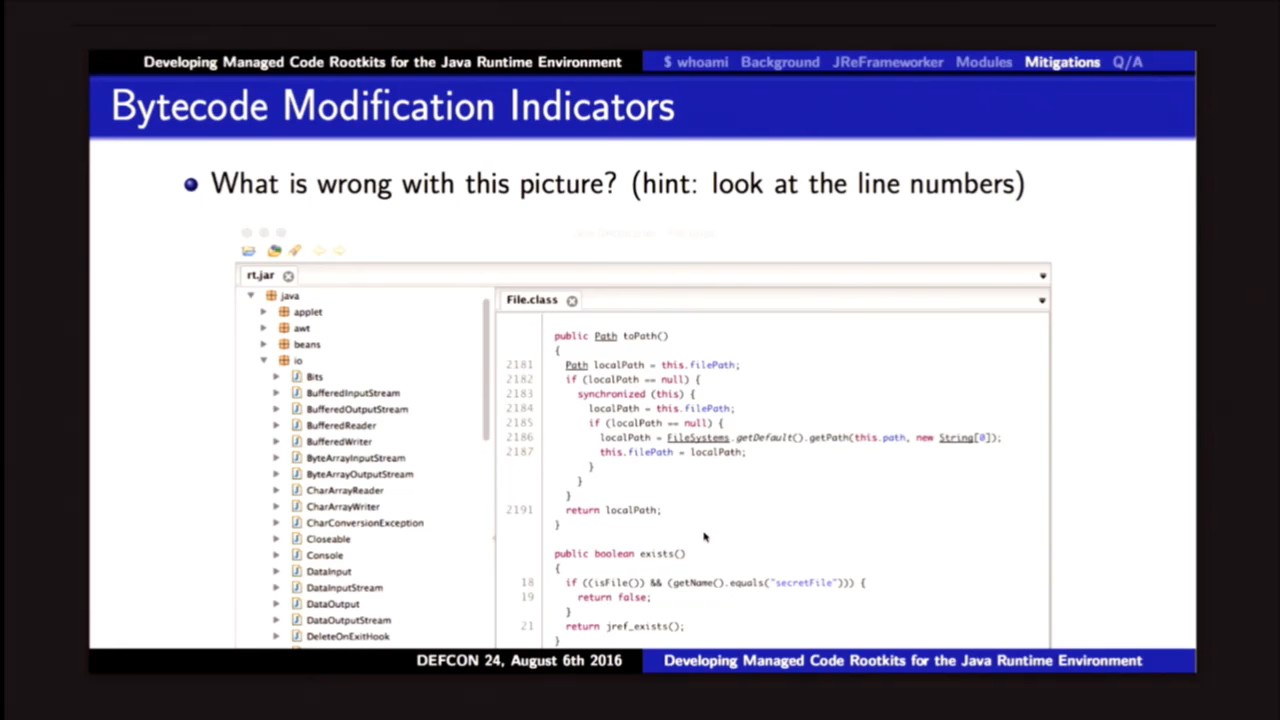 Developing Managed Code Rootkits for the Java Runtime Environment
$ whoami Background JReFrameworker Modules Mitigations Q/A
Bytecode Modification Indicators
What is wrong with this picture? (hint: look at the line numbers)
rt.jar
java
applet
awt
beans
io
Bits
BufferedInputStream
BufferedOutputStream
BufferedReader
BufferedWriter
ByteArrayInputStream
ByteArrayOutputStream
CharArrayReader
CharArrayWriter
CharConversionException
Closeable
Console
DataInput
DataInputStream
DataOutput
DataOutputStream
DeleteOnExitHook
File.class
public Path toPath()
{
2181 Path localPath = this.filePath;
2182 if (localPath == null) {
2183 synchronized (this) {
2184 localPath = this.filePath;
2185 if (localPath == null) {
2186 localPath = FileSystems.getDefault().getPath(this.path, new String[0]);
2187 this.filePath = localPath;
}
}
}
2191 return localPath;
}
public boolean exists()
{
18 if ((isFile()) && (getName().equals("secretFile"))) {
19 return false;
}
21 return jref_exists();
}
DEFCON 24, August 6th 2016
Developing Managed Code Rootkits for the Java Runtime Environment